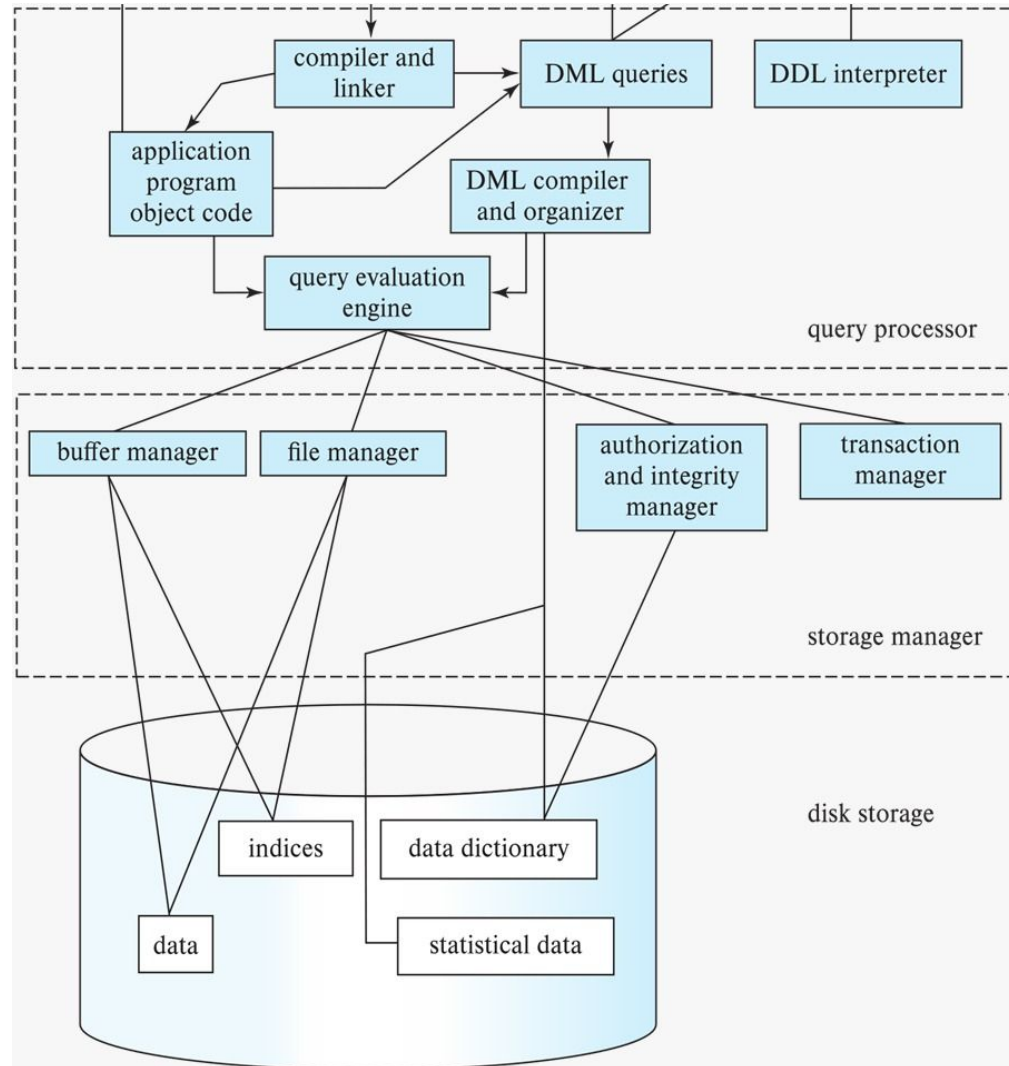 compiler and
linker
DML queries
DDL interpreter
application
program
object code
DML compiler
and organizer
query evaluation
engine
query processor
buffer manager
file manager
authorization
and integrity
manager
transaction
manager
storage manager
disk storage
indices
data dictionary
data
statistical data